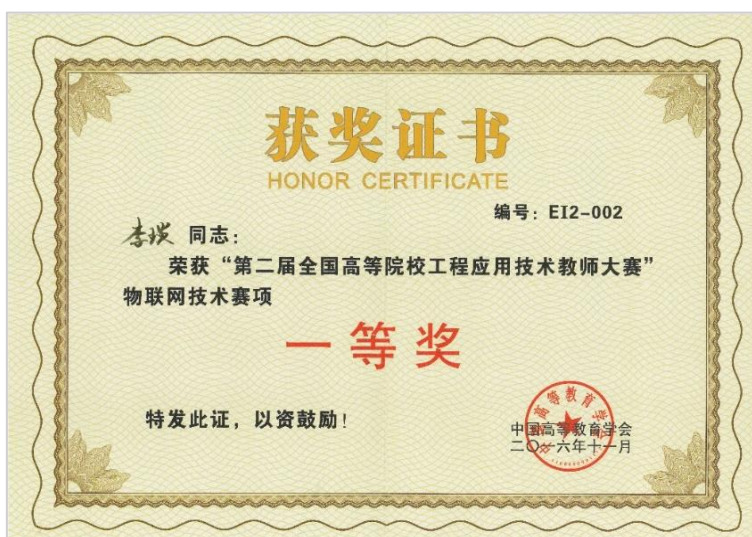 获奖证书
HONOR CERTIFICATE
编号：EI2-002
李琰 同志：
荣获“第二届全国高等院校工程应用技术教师大赛”
物联网技术赛项
一等奖
特发此证，以资鼓励！
中国高等教育学会
二〇一六年十一月